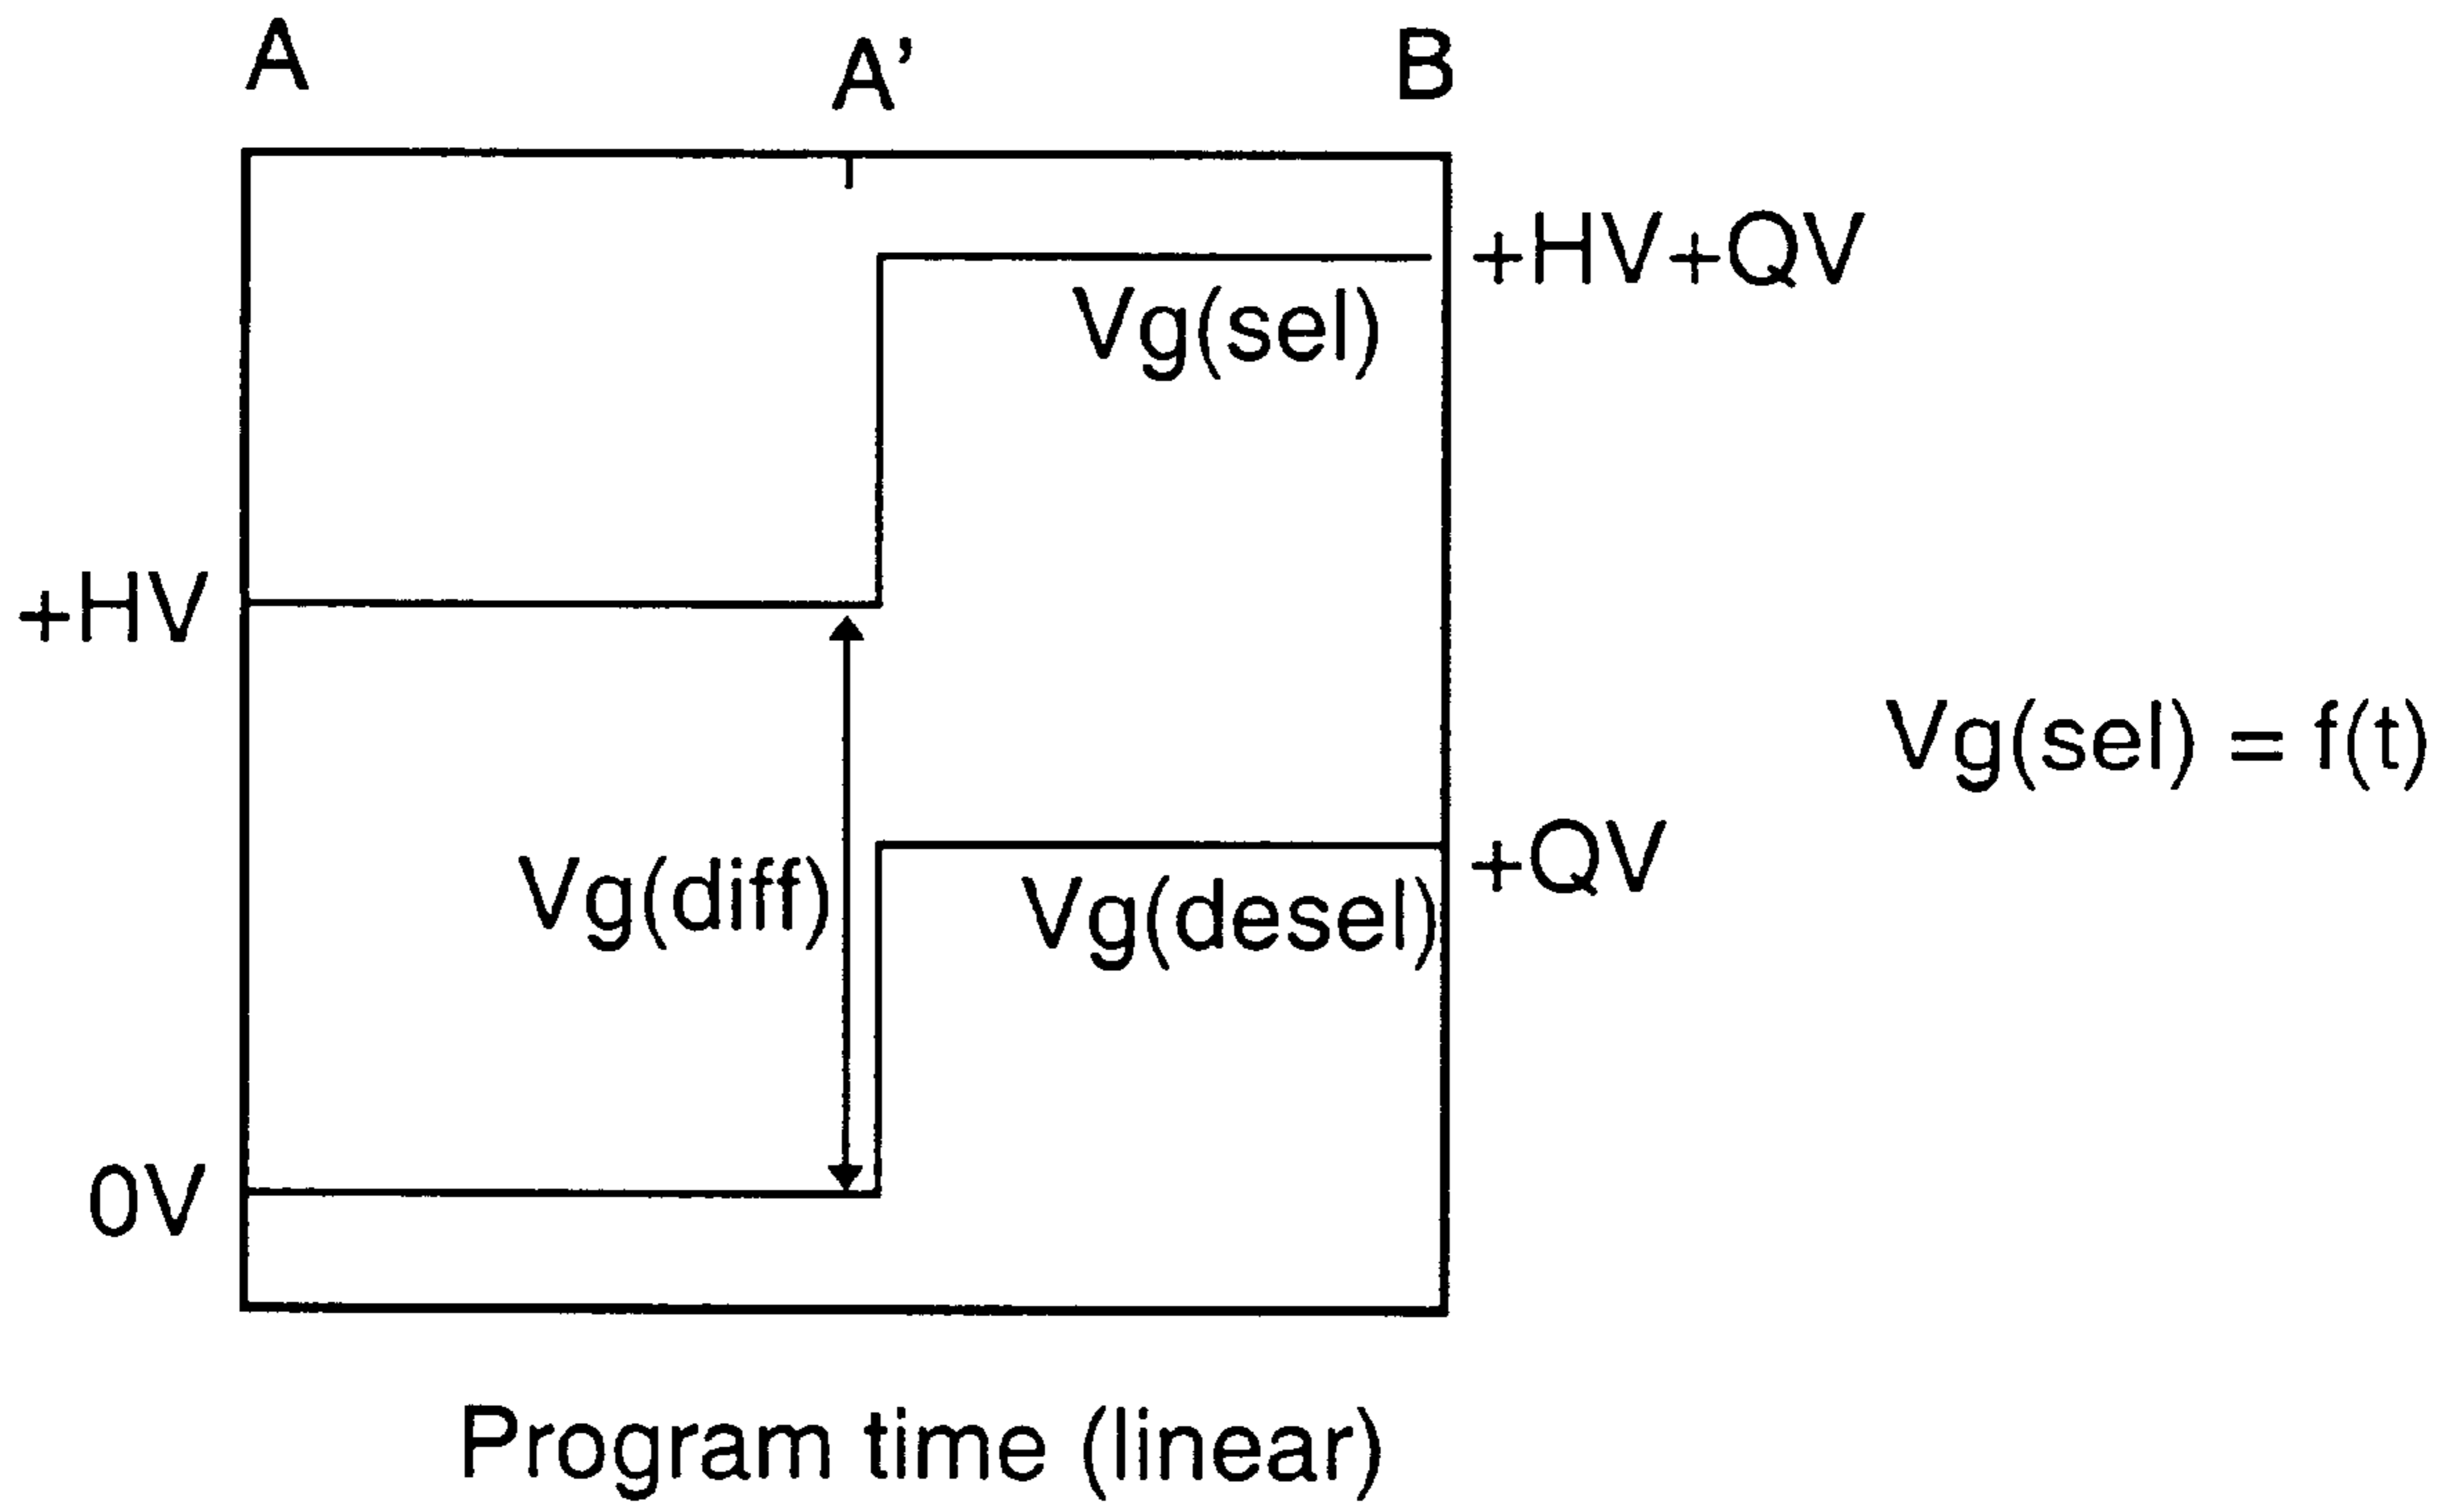 A
A’
B
+HV+QV
Vg(sel)
+HV
Vg(sel) = f(t)
+QV
Vg(diff)
Vg(desel)
0V
Program time (linear)